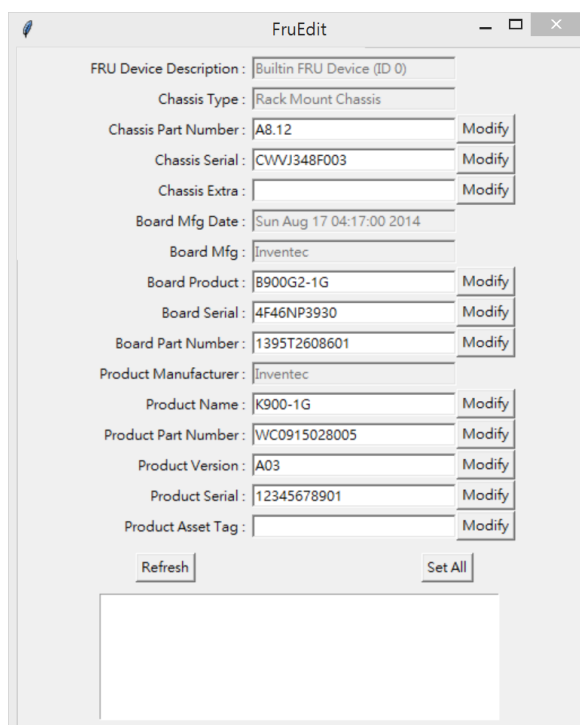 FruEdit
FRU Device Description : Builtin FRU Device (ID 0)
Chassis Type : Rack Mount Chassis
Chassis Part Number : A8.12 Modify
Chassis Serial : CWVJ348F003 Modify
Chassis Extra : Modify
Board Mfg Date : Sun Aug 17 04:17:00 2014
Board Mfg : Inventec
Board Product : B900G2-1G Modify
Board Serial : 4F46NP3930 Modify
Board Part Number : 1395T2608601 Modify
Product Manufacturer : Inventec
Product Name : K900-1G Modify
Product Part Number : WC0915028005 Modify
Product Version : A03 Modify
Product Serial : 12345678901 Modify
Product Asset Tag : Modify
Refresh Set All